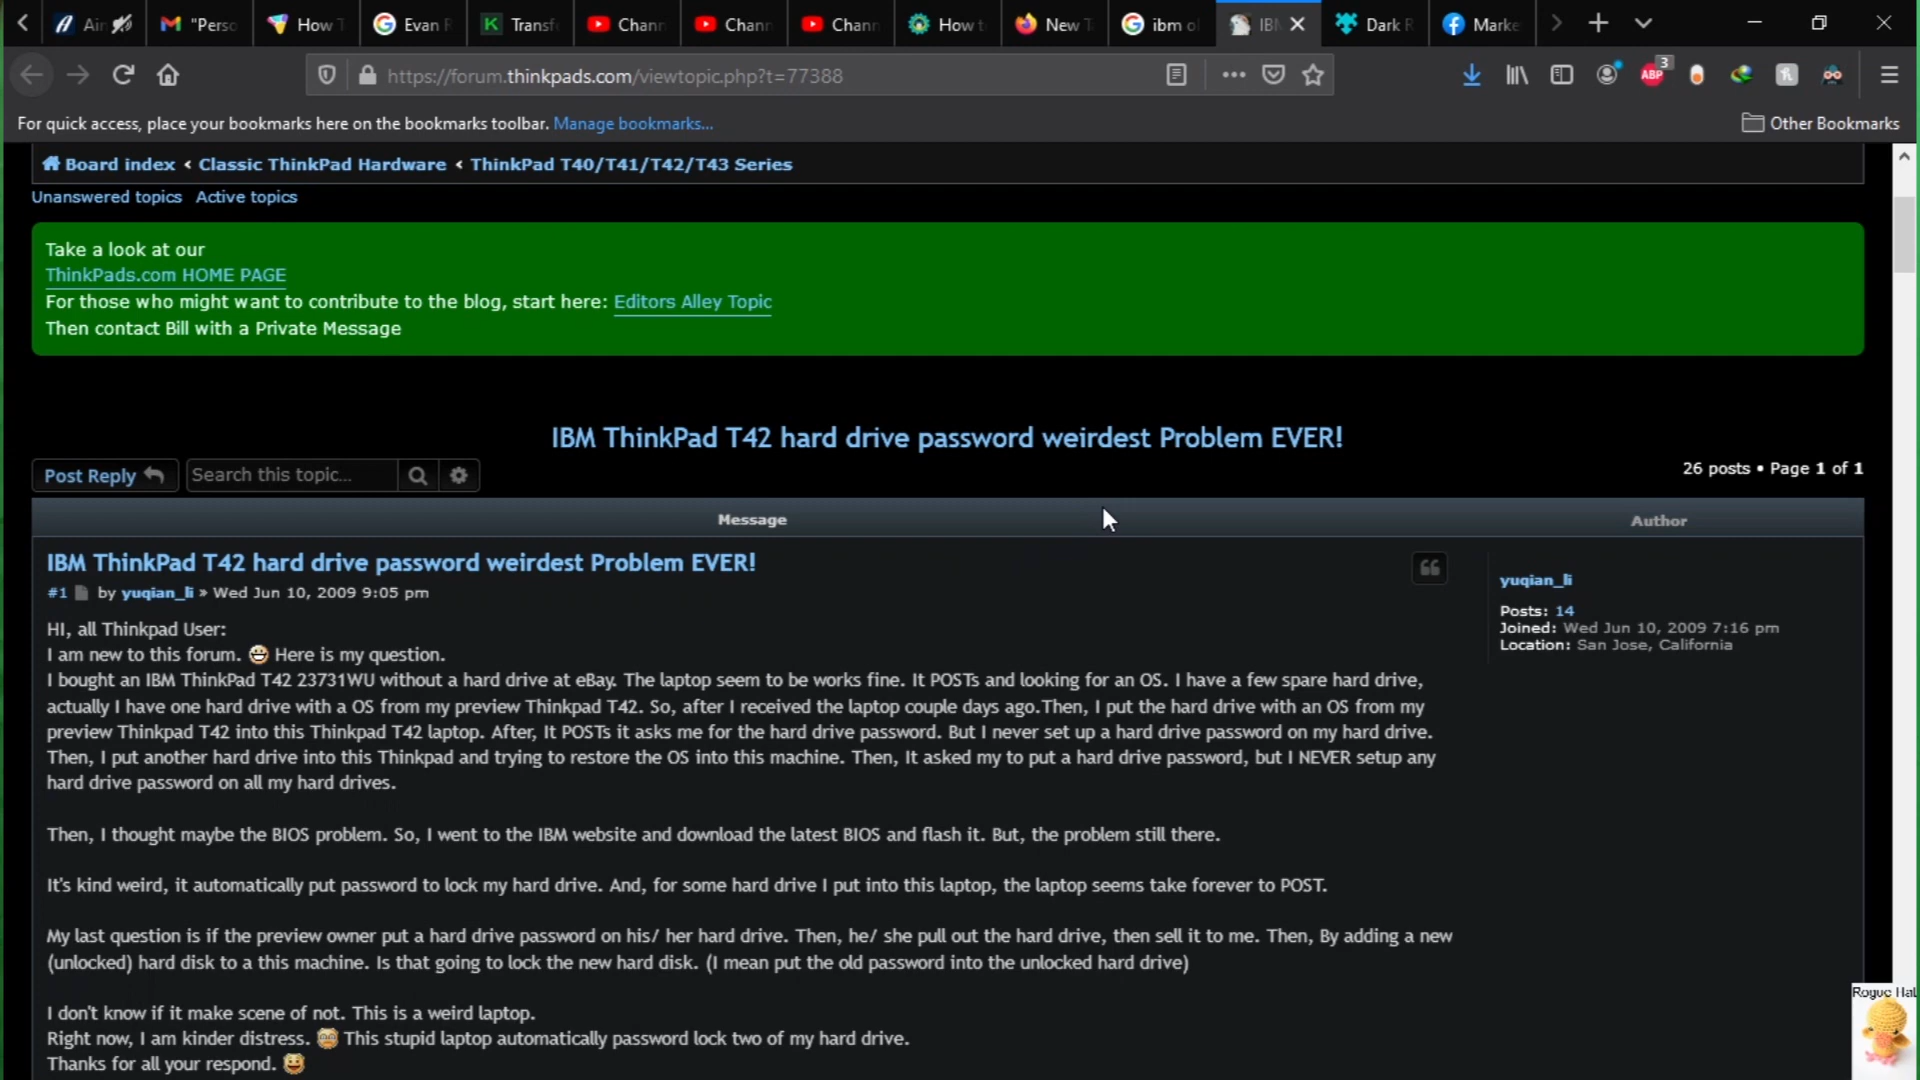 Ain
"Perso
How T
Evan R
Transfe
Chann
Chann
Chann
How to
New T
ibm ol
IBM
Dark R
Marke
https://forum.thinkpads.com/viewtopic.php?t=77388
ABP
3
For quick access, place your bookmarks here on the bookmarks toolbar. Manage bookmarks...
Other Bookmarks
Board index ‹ Classic ThinkPad Hardware ‹ ThinkPad T40/T41/T42/T43 Series
Unanswered topics Active topics
Take a look at our
ThinkPads.com HOME PAGE
For those who might want to contribute to the blog, start here: Editors Alley Topic
Then contact Bill with a Private Message
IBM ThinkPad T42 hard drive password weirdest Problem EVER!
Post Reply
Search this topic...
26 posts • Page 1 of 1
Message
Author
IBM ThinkPad T42 hard drive password weirdest Problem EVER!
#1 by yuqian_li » Wed Jun 10, 2009 9:05 pm
HI, all Thinkpad User:
I am new to this forum. Here is my question.
I bought an IBM ThinkPad T42 23731WU without a hard drive at eBay. The laptop seem to be works fine. It POSTs and looking for an OS. I have a few spare hard drive,
actually I have one hard drive with a OS from my preview Thinkpad T42. So, after I received the laptop couple days ago.Then, I put the hard drive with an OS from my
preview Thinkpad T42 into this Thinkpad T42 laptop. After, It POSTs it asks me for the hard drive password. But I never set up a hard drive password on my hard drive.
Then, I put another hard drive into this Thinkpad and trying to restore the OS into this machine. Then, It asked my to put a hard drive password, but I NEVER setup any
hard drive password on all my hard drives.
Then, I thought maybe the BIOS problem. So, I went to the IBM website and download the latest BIOS and flash it. But, the problem still there.
It's kind weird, it automatically put password to lock my hard drive. And, for some hard drive I put into this laptop, the laptop seems take forever to POST.
My last question is if the preview owner put a hard drive password on his/ her hard drive. Then, he/ she pull out the hard drive, then sell it to me. Then, By adding a new
(unlocked) hard disk to a this machine. Is that going to lock the new hard disk. (I mean put the old password into the unlocked hard drive)
I don't know if it make scene of not. This is a weird laptop.
Right now, I am kinder distress. This stupid laptop automatically password lock two of my hard drive.
Thanks for all your respond.
yuqian_li
Posts: 14
Joined: Wed Jun 10, 2009 7:16 pm
Location: San Jose, California
Rogue Hal